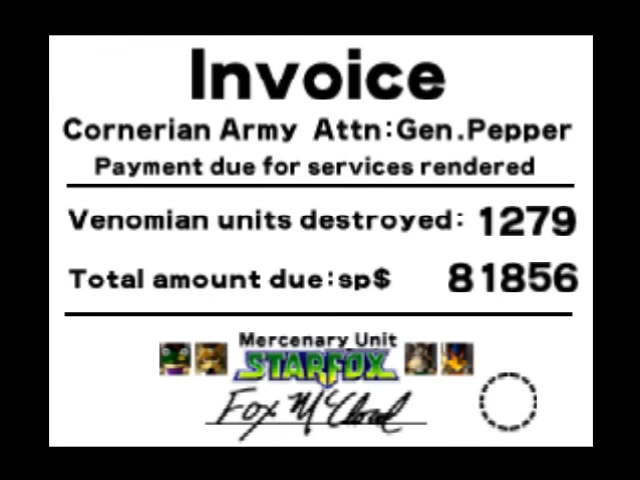 Invoice
Cornerian Army Attn:Gen.Pepper
Payment due for services rendered
Venomian units destroyed: 1279
Total amount due:sp$ 81856
Mercenary Unit
STARFOX
Fox McCloud